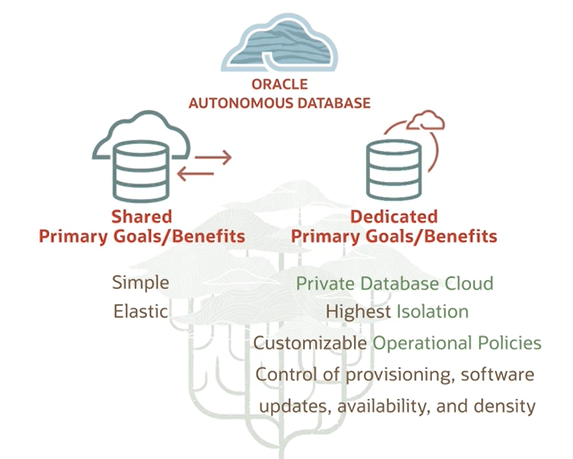 ORACLE
AUTONOMOUS DATABASE
Shared
Primary Goals/Benefits
Simple
Elastic
Dedicated
Primary Goals/Benefits
Private Database Cloud
Highest Isolation
Customizable Operational Policies
Control of provisioning, software
updates, availability, and density